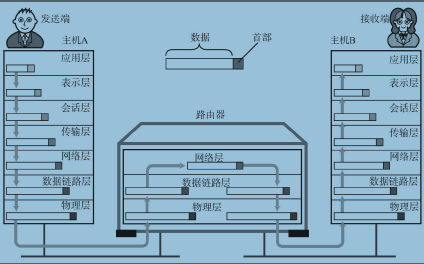 发送端
接收端
主机A
数据
首部
主机B
应用层
表示层
会话层
传输层
网络层
数据链路层
物理层
路由器
网络层
数据链路层
物理层
应用层
表示层
会话层
传输层
网络层
数据链路层
物理层